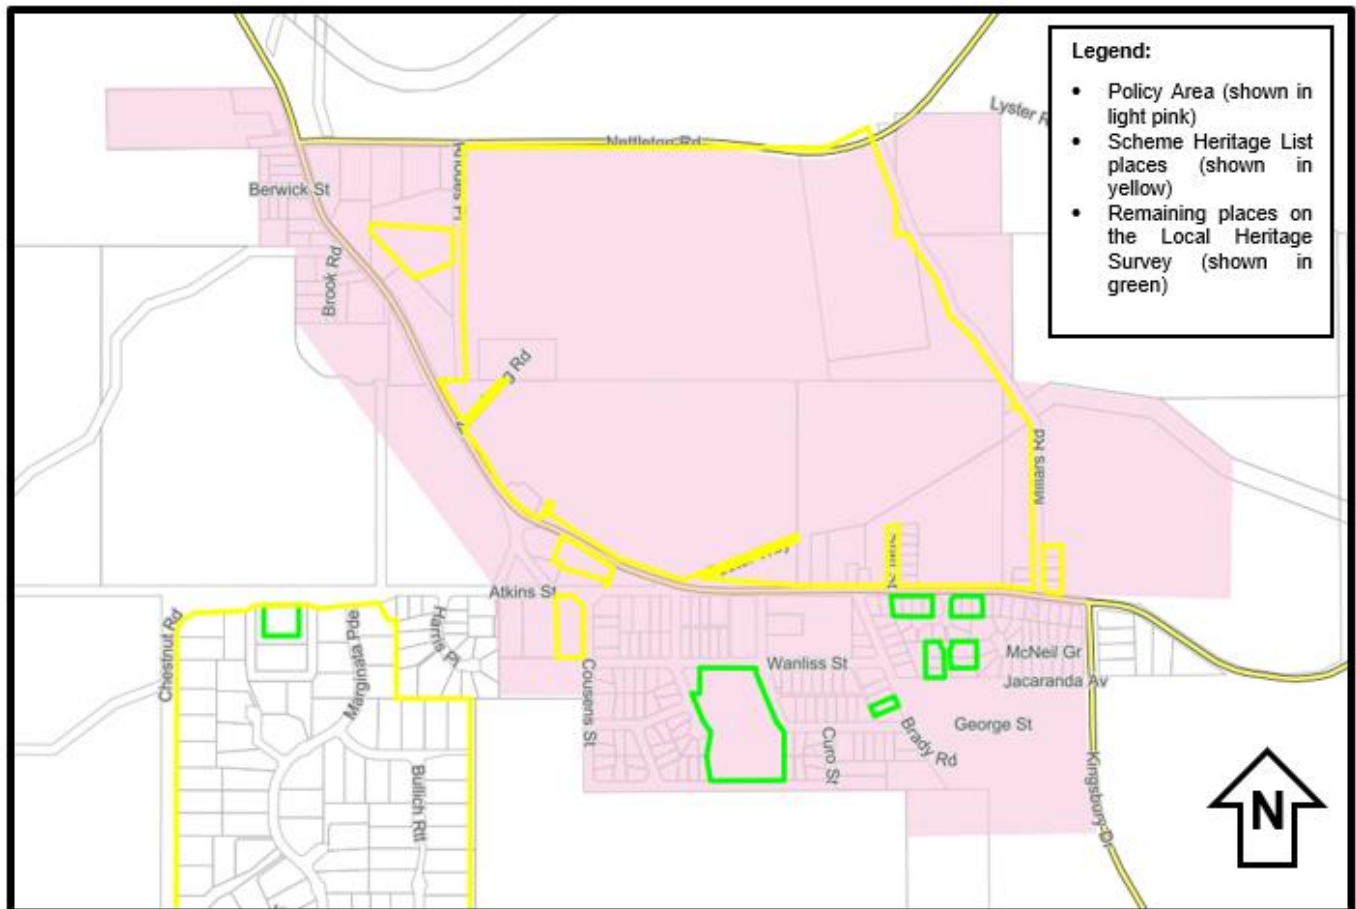 Legend:
• Policy Area (shown in
light pink)
• Scheme Heritage List
places (shown in
yellow)
• Remaining places on
the Local Heritage
Survey (shown in
green)
Lyster
Nettleton Rd
Berwick St
Brook Rd
Rd
Millars Rd
Atkins St
Harris Pl
Chestnut Rd
Marginata Pde
Cousens St
Wanliss St
McNeil Gr
Jacaranda Av
George St
Brady Rd
Curo St
Bullich Rtt
Kingsbury Dr
N